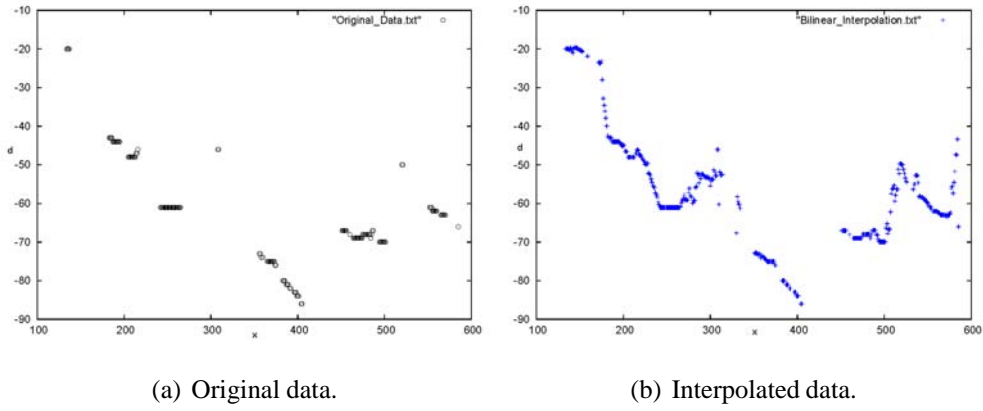 "Original_Data.txt"
-10
-20
-30
-40
-50
-60
-70
-80
-90
d
100 200 300 400 500 600
x
(a) Original data.
"Bilinear_Interpolation.txt"
-10
-20
-30
-40
-50
-60
-70
-80
-90
d
100 200 300 400 500 600
x
(b) Interpolated data.